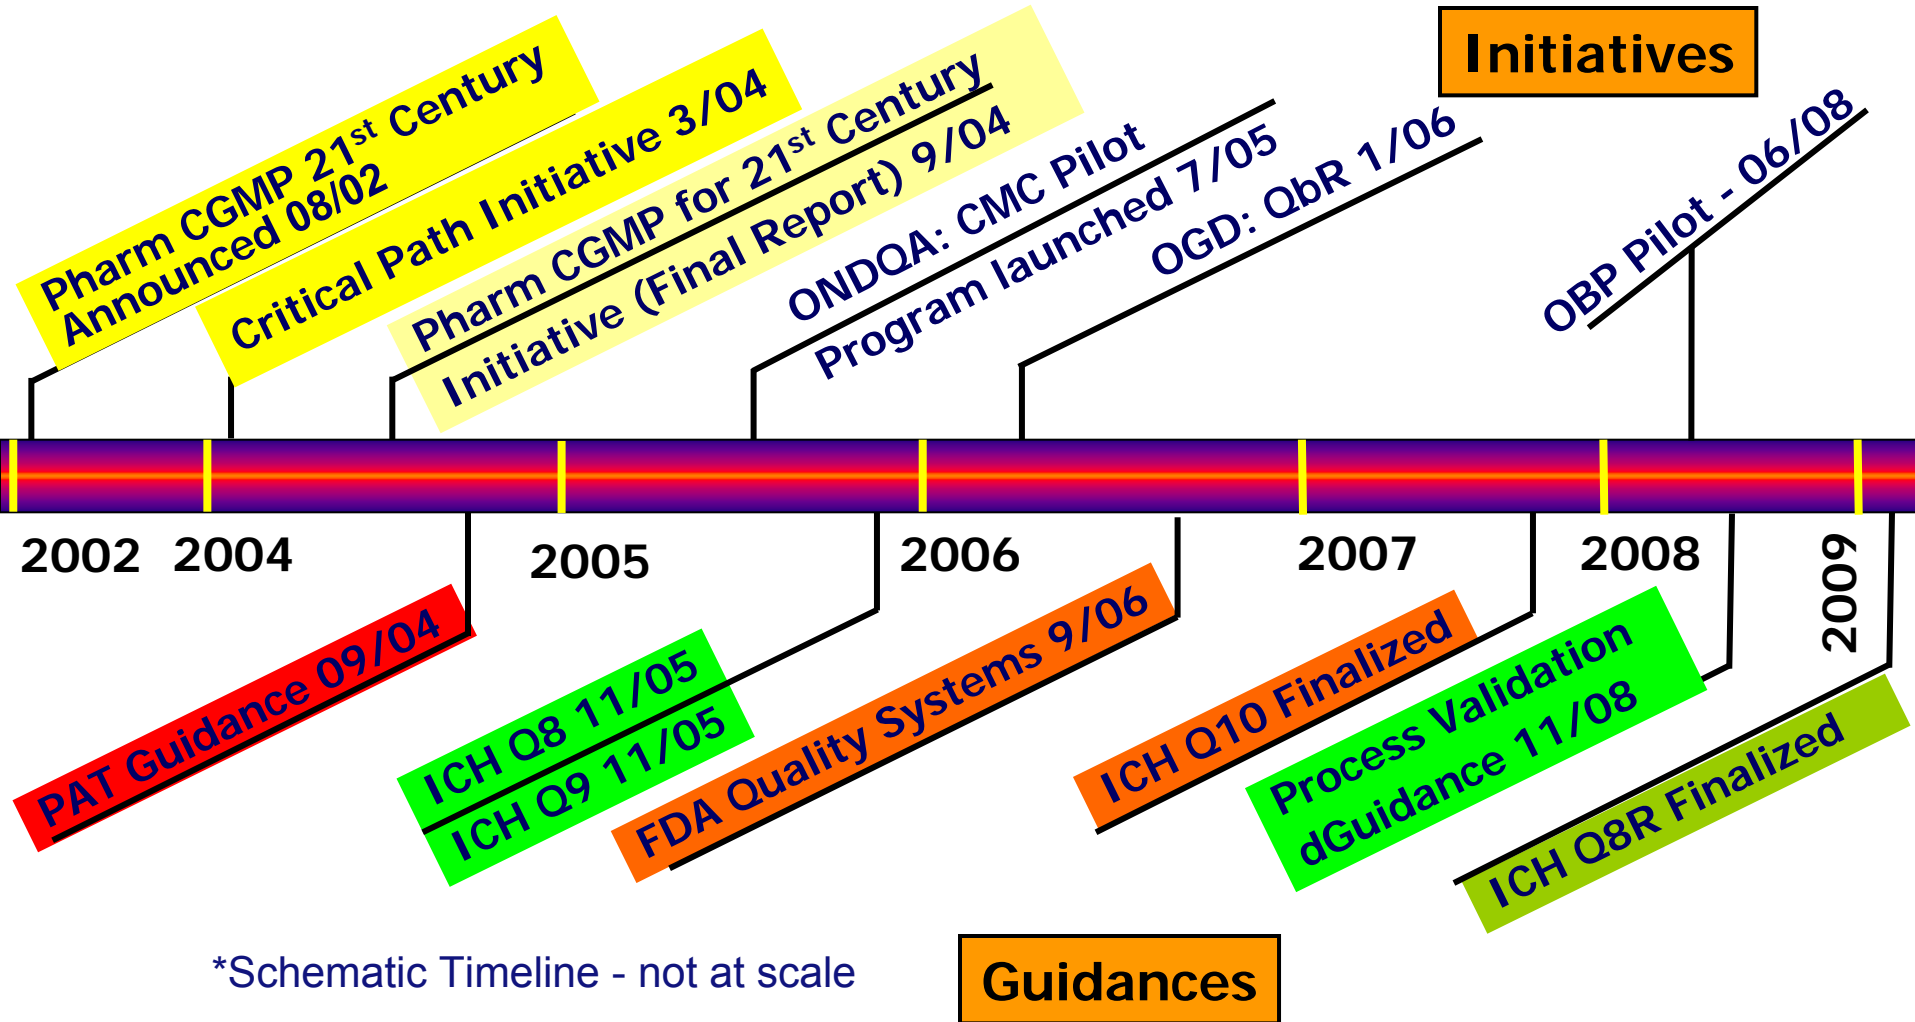 Initiatives
Pharm CGMP 21st Century
Announced 08/02
Critical Path Initiative 3/04
Pharm CGMP for 21st Century
Initiative (Final Report) 9/04
ONDQA: CMC Pilot
Program launched 7/05
OGD: QbR 1/06
OBP Pilot - 06/08
2002
2004
2005
2006
2007
2008
2009
PAT Guidance 09/04
ICH Q8 11/05
ICH Q9 11/05
FDA Quality Systems 9/06
ICH Q10 Finalized
Process Validation
dGuidance 11/08
ICH Q8R Finalized
*Schematic Timeline - not at scale
Guidances